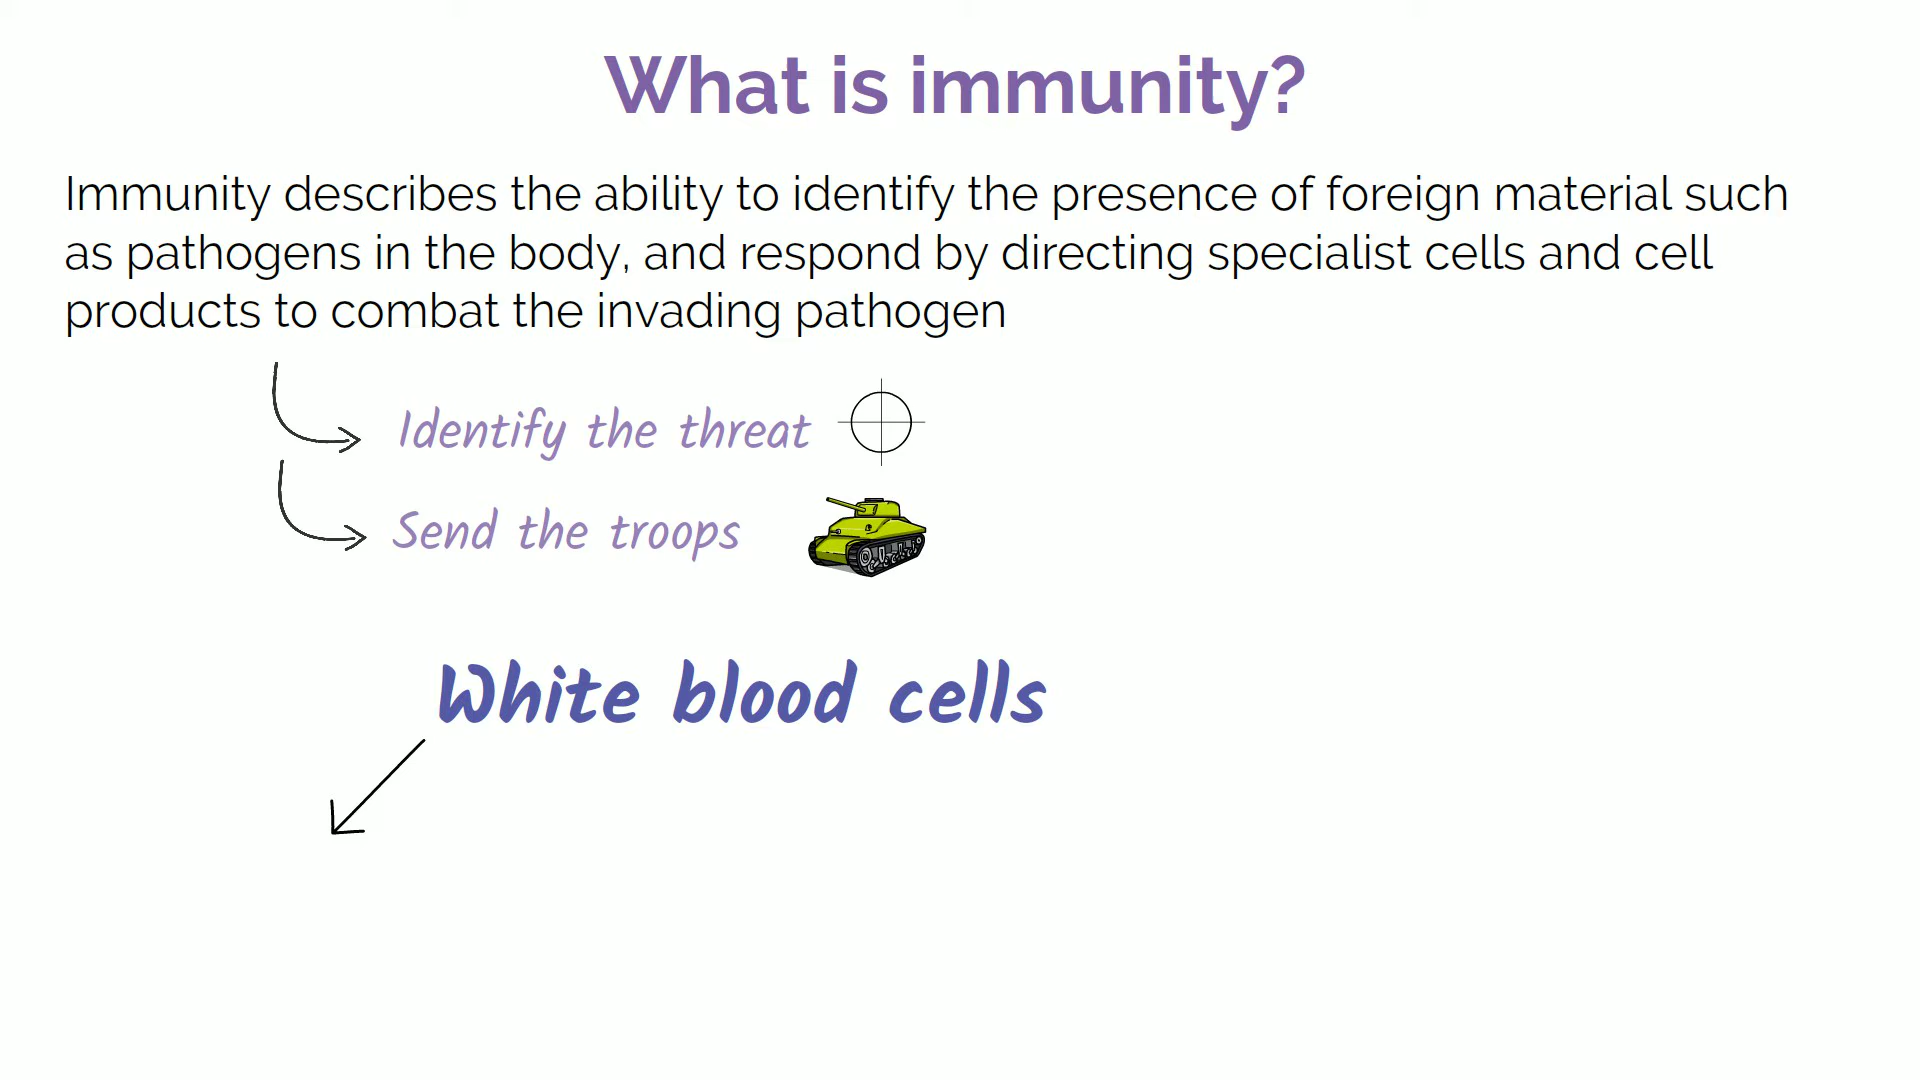 What is immunity?
Immunity describes the ability to identify the presence of foreign material such
as pathogens in the body, and respond by directing specialist cells and cell
products to combat the invading pathogen
Identify the threat
Send the troops
White blood cells